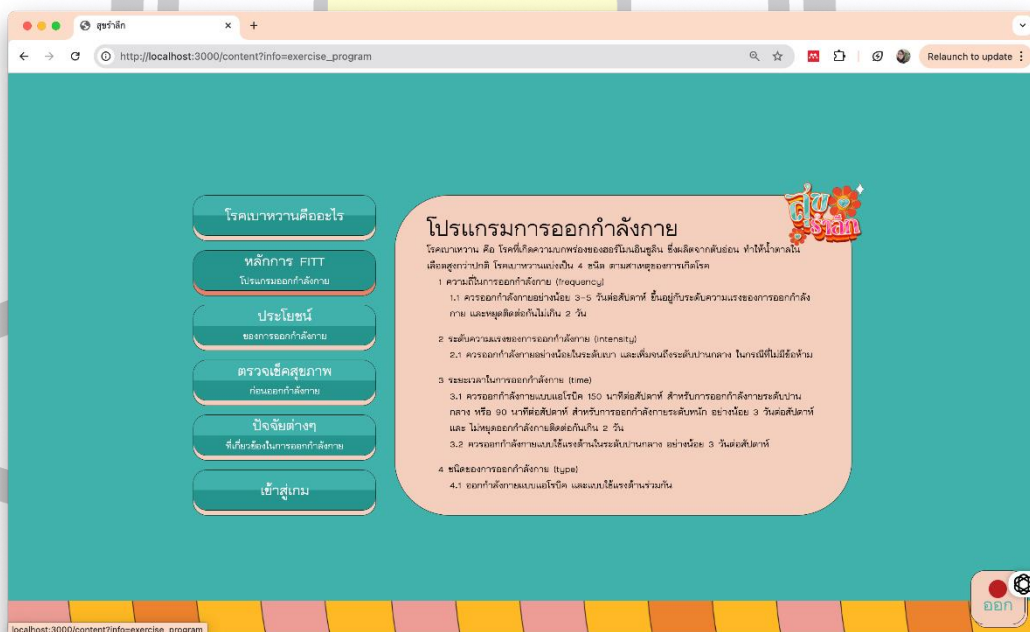 สุขรำลึก
http://localhost:3000/content?info=exercise_program
Relaunch to update
โรคเบาหวานคืออะไร
หลักการ FITT
โปรแกรมออกกำลังกาย
ประโยชน์
ของการออกกำลังกาย
ตรวจเช็คสุขภาพ
ก่อนออกกำลังกาย
ปัจจัยต่างๆ
ที่เกี่ยวข้องในการออกกำลังกาย
เข้าสู่เกม
สุข
รำลึก
โปรแกรมการออกกำลังกาย
โรคเบาหวาน คือ โรคที่เกิดความบกพร่องของฮอร์โมนอินซูลิน ซึ่งผลิตจากตับอ่อน ทำให้น้ำตาลใน
เลือดสูงกว่าปกติ โรคเบาหวานแบ่งเป็น 4 ชนิด ตามสาเหตุของการเกิดโรค
1 ความถี่ในการออกกำลังกาย (frequency)
1.1 ควรออกกำลังกายอย่างน้อย 3-5 วันต่อสัปดาห์ ขึ้นอยู่กับระดับความแรงของการออกกำลัง
กาย และหยุดติดต่อกันไม่เกิน 2 วัน
2 ระดับความแรงของการออกกำลังกาย (intensity)
2.1 ควรออกกำลังกายอย่างน้อยในระดับเบา และเพิ่มจนถึงระดับปานกลาง ในกรณีที่ไม่มีข้อห้าม
3 ระยะเวลาในการออกกำลังกาย (time)
3.1 ควรออกกำลังกายแบบแอโรบิค 150 นาทีต่อสัปดาห์ สำหรับการออกกำลังกายระดับปาน
กลาง หรือ 90 นาทีต่อสัปดาห์ สำหรับการออกกำลังกายระดับหนัก อย่างน้อย 3 วันต่อสัปดาห์
และ ไม่หยุดออกกำลังกายติดต่อกันเกิน 2 วัน
3.2 ควรออกกำลังกายแบบใช้แรงต้านในระดับปานกลาง อย่างน้อย 3 วันต่อสัปดาห์
4 ชนิดของการออกกำลังกาย (type)
4.1 ออกกำลังกายแบบแอโรบิค และแบบใช้แรงต้านร่วมกัน
ออก
localhost:3000/content?info=exercise_program